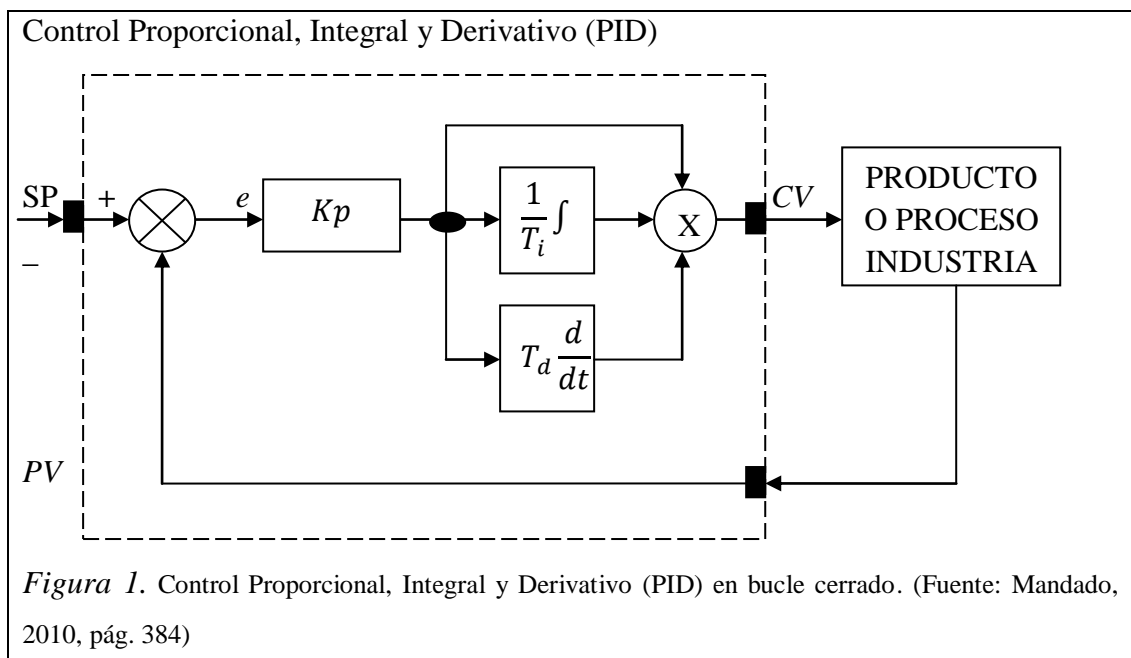 Control Proporcional, Integral y Derivativo (PID)
SP
+
e
Kp
1
T_i ∫
X
CV
PRODUCTO
O PROCESO
INDUSTRIA
–
T_d d
dt
PV
Figura 1. Control Proporcional, Integral y Derivativo (PID) en bucle cerrado. (Fuente: Mandado,
2010, pág. 384)